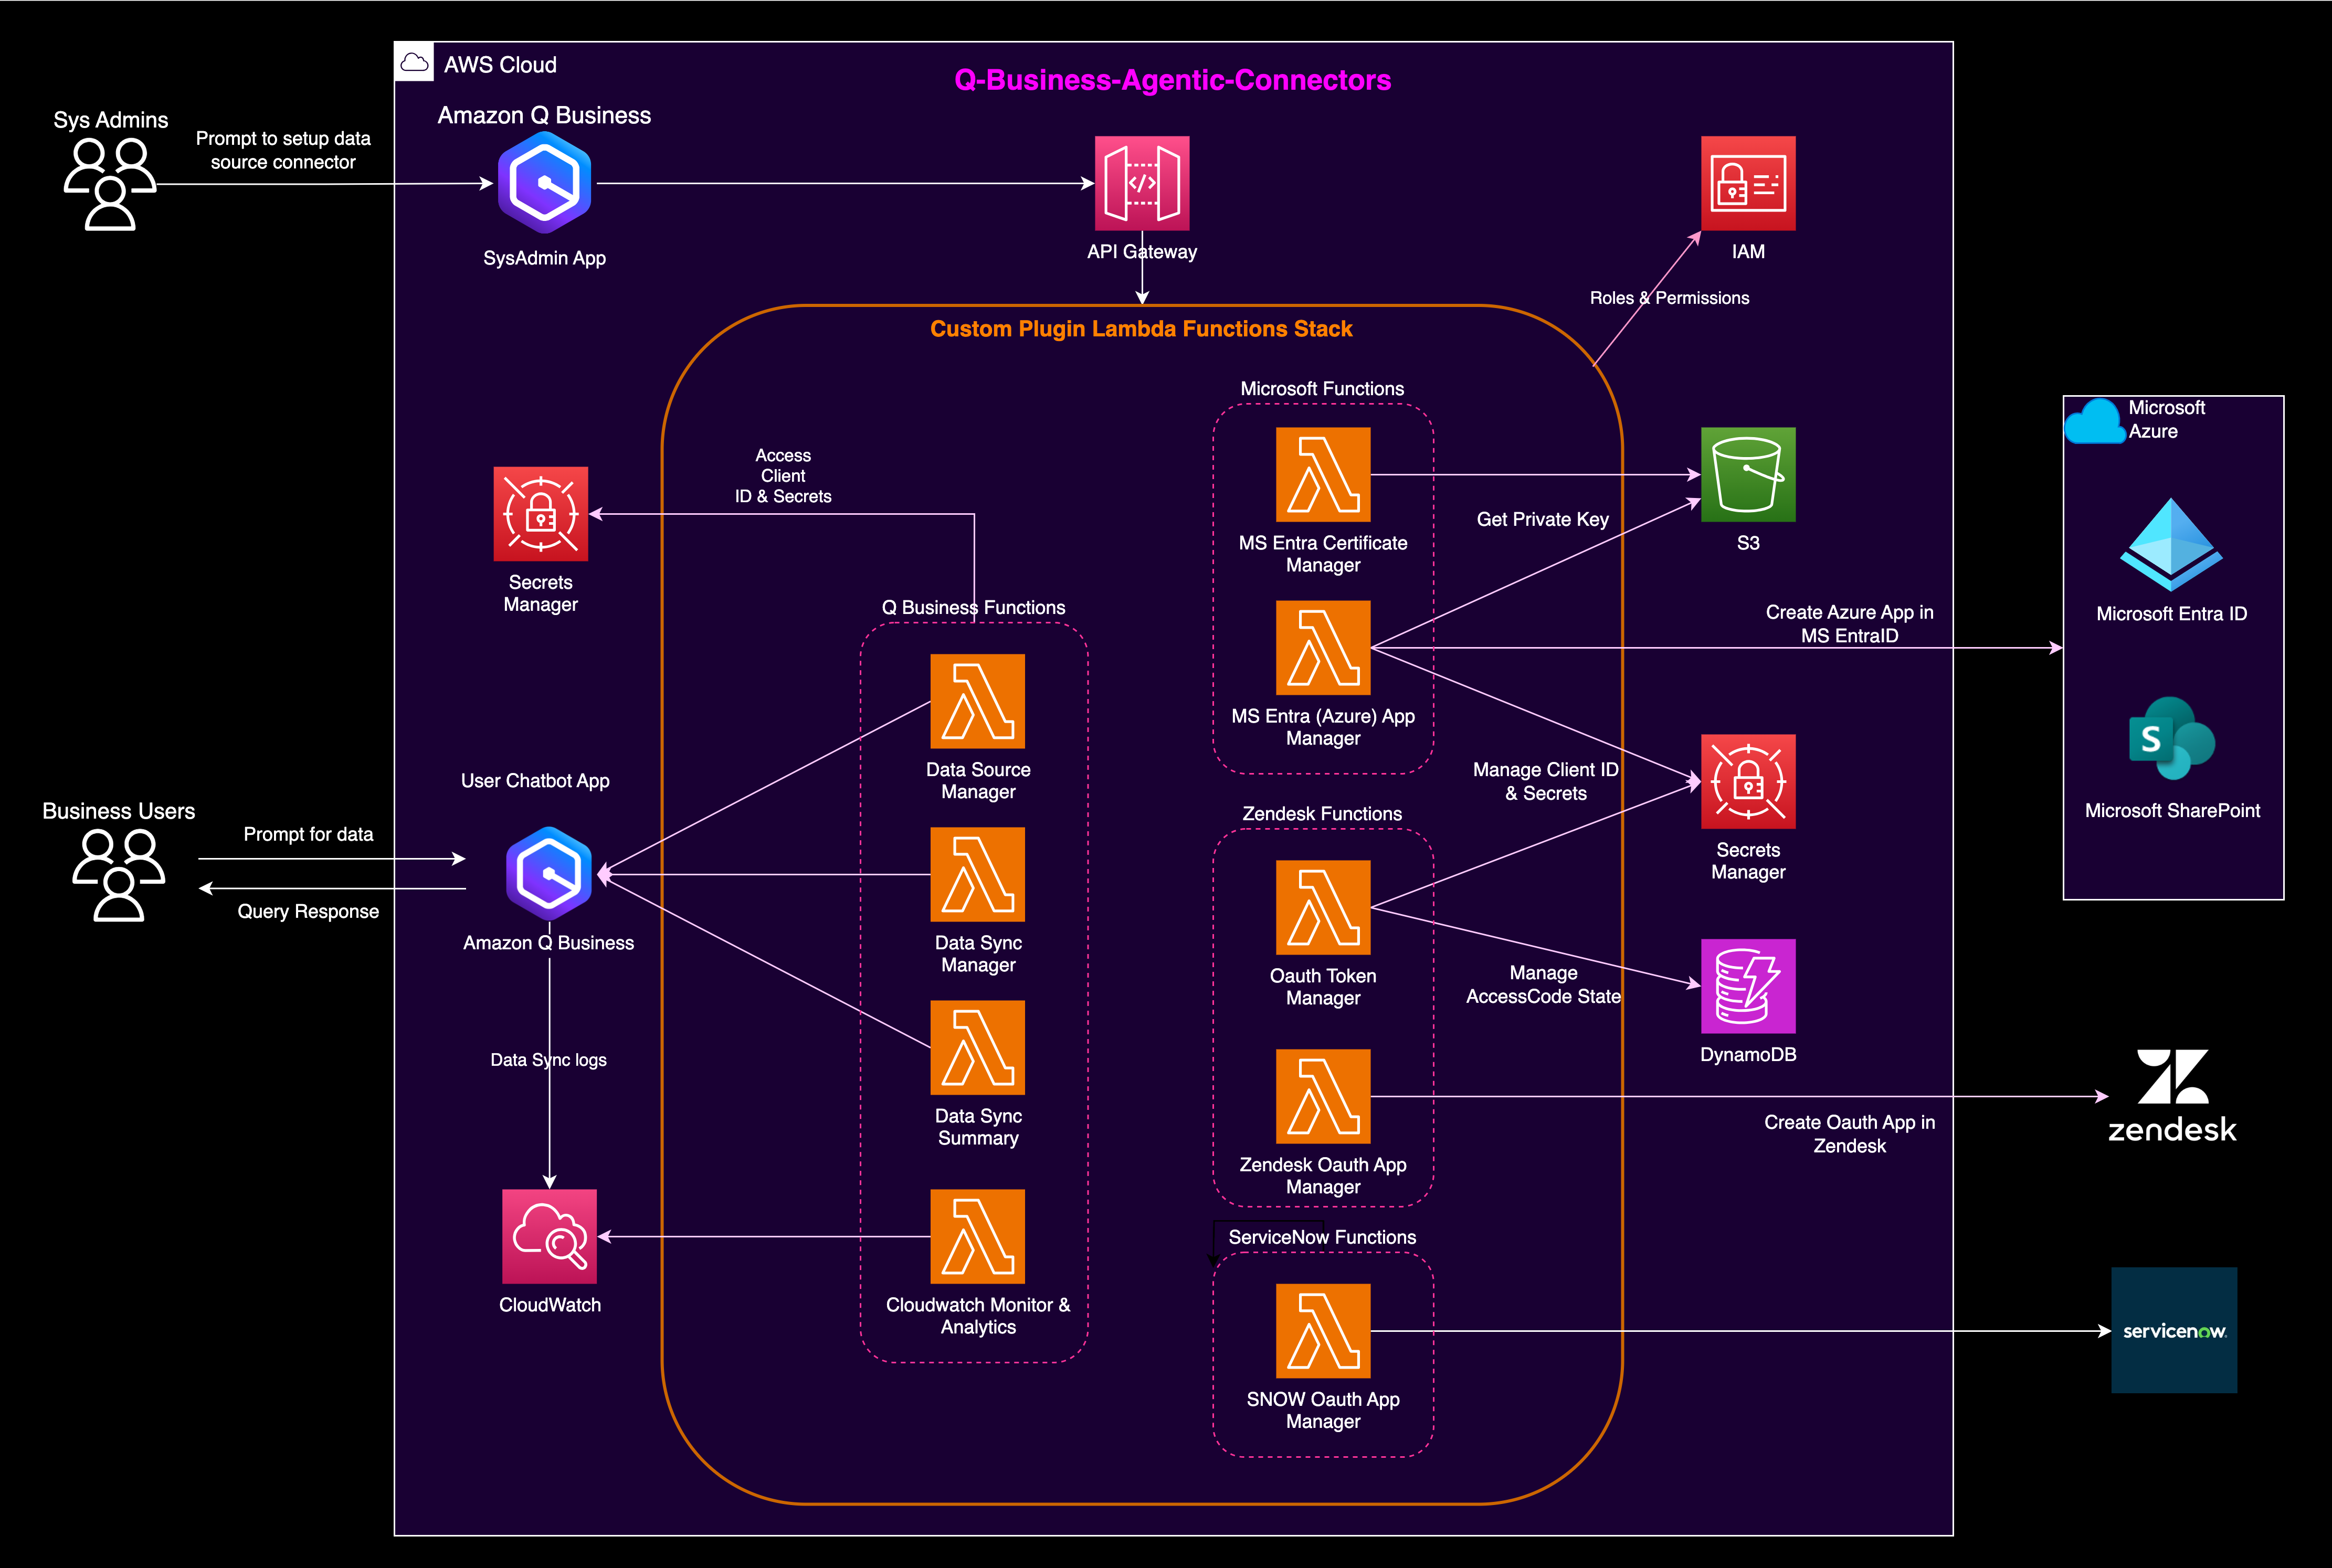 AWS Cloud
Q-Business-Agentic-Connectors
Sys Admins
Prompt to setup data
source connector
Amazon Q Business
SysAdmin App
API Gateway
IAM
Roles & Permissions
Custom Plugin Lambda Functions Stack
Microsoft Functions
Access
Client
ID & Secrets
Secrets
Manager
MS Entra Certificate
Manager
Get Private Key
S3
Microsoft
Azure
Microsoft Entra ID
Create Azure App in
MS EntraID
Q Business Functions
MS Entra (Azure) App
Manager
S
Microsoft SharePoint
Data Source
Manager
Manage Client ID
& Secrets
Secrets
Manager
User Chatbot App
Business Users
Prompt for data
Query Response
Amazon Q Business
Zendesk Functions
Data Sync
Manager
Oauth Token
Manager
Manage
AccessCode State
DynamoDB
Data Sync logs
Data Sync
Summary
Zendesk Oauth App
Manager
Create Oauth App in
Zendesk
zendesk
ServiceNow Functions
CloudWatch
Cloudwatch Monitor &
Analytics
SNOW Oauth App
Manager
servicenow.